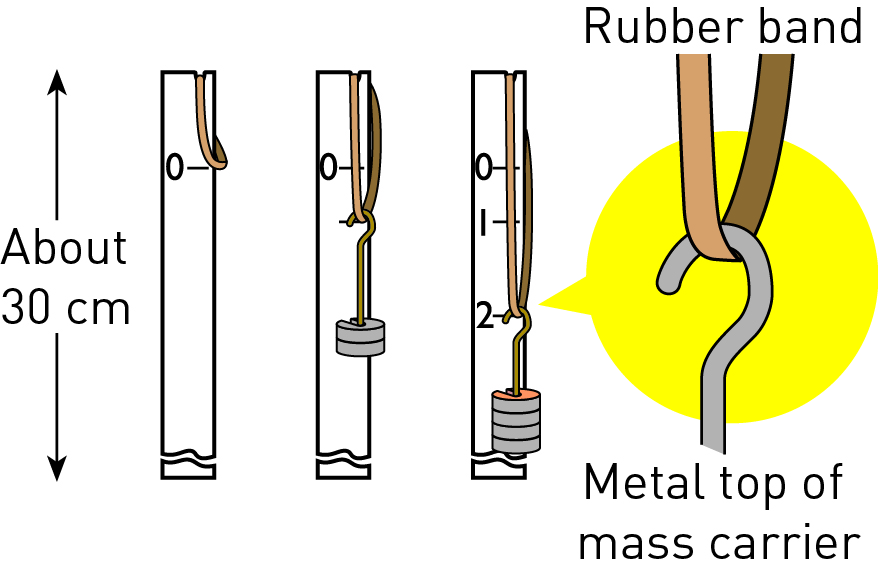 Rubber band
About
30 cm
0
0
0
1
2
Metal top of
mass carrier